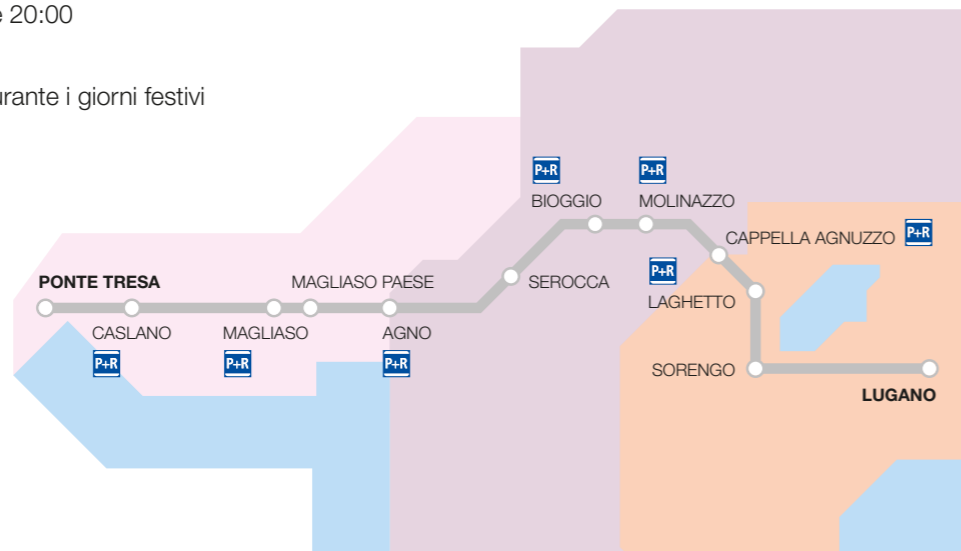 e 20:00
urante i giorni festivi
P+R
P+R
BIOGGIO
MOLINAZZO
P+R
CAPPELLA AGNUZZO
P+R
PONTE TRESA
MAGLIASO PAESE
SEROCCA
LAGHETTO
CASLANO
MAGLIASO
AGNO
P+R
P+R
P+R
SORENGO
LUGANO